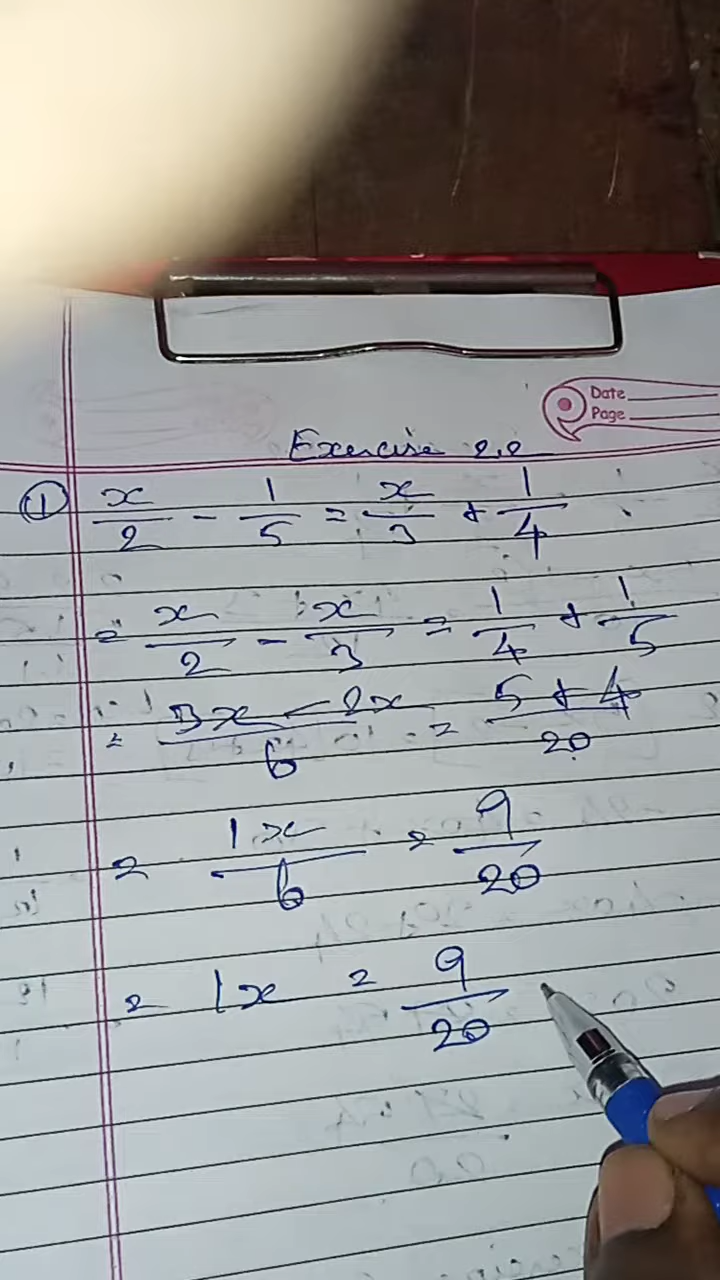 Date
Page
Exercise 2.2
① x/2 - 1/5 = x/3 + 1/4
= x/2 - x/3 = 1/4 + 1/5
= 3x - 2x / 6 = 5 + 4 / 20
= 1x/6 = 9/20
= 1x = 9/20